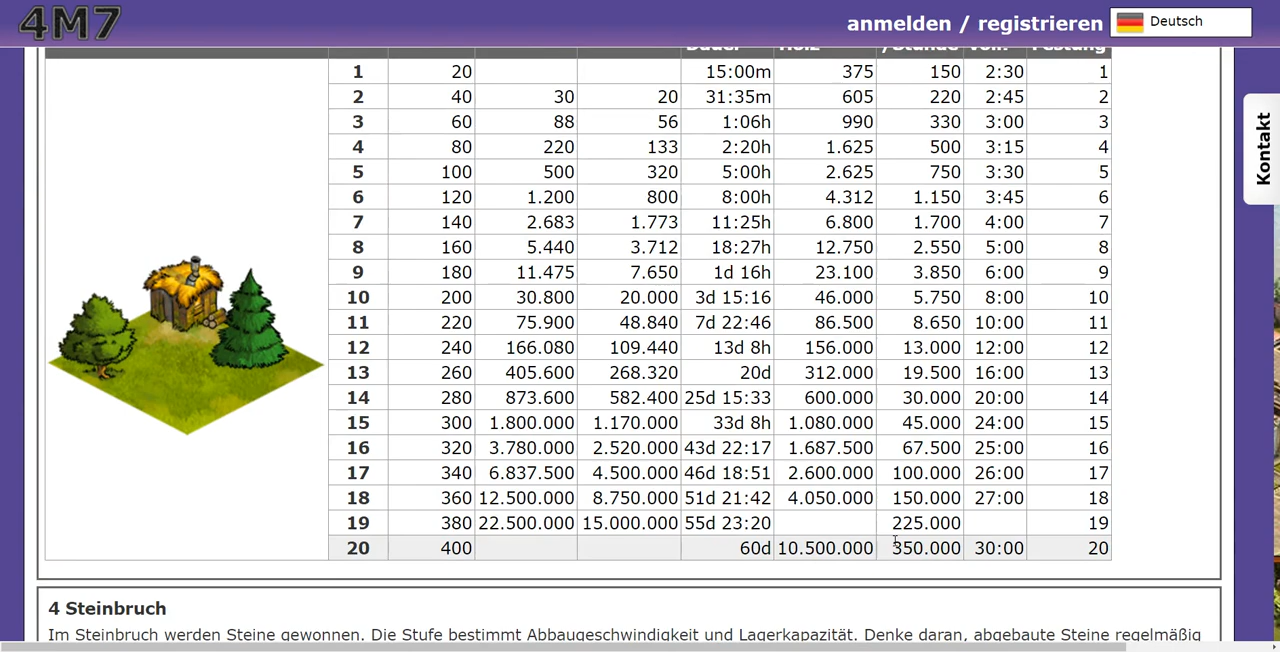 4M7
anmelden / registrieren
Deutsch
Dauer Holz /Stunde voll: Festung
1 20 15:00m 375 150 2:30 1
2 40 30 20 31:35m 605 220 2:45 2
3 60 88 56 1:06h 990 330 3:00 3
4 80 220 133 2:20h 1.625 500 3:15 4
5 100 500 320 5:00h 2.625 750 3:30 5
6 120 1.200 800 8:00h 4.312 1.150 3:45 6
7 140 2.683 1.773 11:25h 6.800 1.700 4:00 7
8 160 5.440 3.712 18:27h 12.750 2.550 5:00 8
9 180 11.475 7.650 1d 16h 23.100 3.850 6:00 9
10 200 30.800 20.000 3d 15:16 46.000 5.750 8:00 10
11 220 75.900 48.840 7d 22:46 86.500 8.650 10:00 11
12 240 166.080 109.440 13d 8h 156.000 13.000 12:00 12
13 260 405.600 268.320 20d 312.000 19.500 16:00 13
14 280 873.600 582.400 25d 15:33 600.000 30.000 20:00 14
15 300 1.800.000 1.170.000 33d 8h 1.080.000 45.000 24:00 15
16 320 3.780.000 2.520.000 43d 22:17 1.687.500 67.500 25:00 16
17 340 6.837.500 4.500.000 46d 18:51 2.600.000 100.000 26:00 17
18 360 12.500.000 8.750.000 51d 21:42 4.050.000 150.000 27:00 18
19 380 22.500.000 15.000.000 55d 23:20 225.000 19
20 400 60d 10.500.000 350.000 30:00 20
4 Steinbruch
Im Steinbruch werden Steine gewonnen. Die Stufe bestimmt Abbaugeschwindigkeit und Lagerkapazität. Denke daran, abgebaute Steine regelmäßig
Kontakt